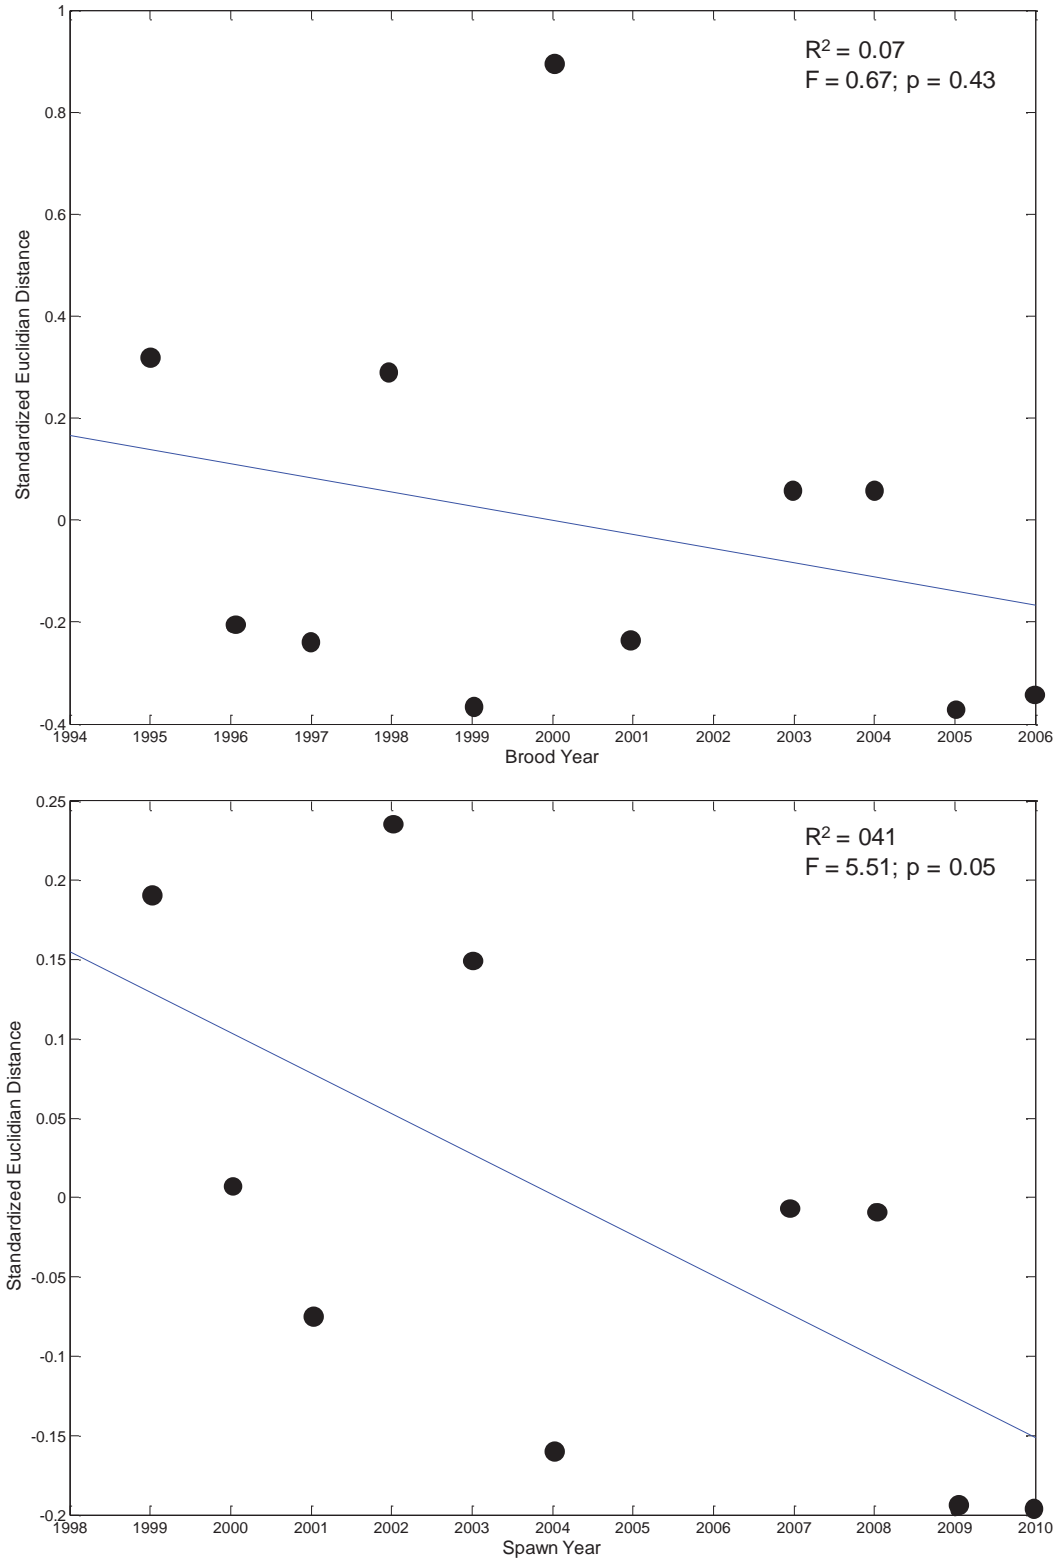 1
R² = 0.07
F = 0.67; p = 0.43
0.8
0.6
0.4
0.2
0
-0.2
-0.4
Standardized Euclidian Distance
1994 1995 1996 1997 1998 1999 2000 2001 2002 2003 2004 2005 2006
Brood Year
0.25
R² = 041
F = 5.51; p = 0.05
0.2
0.15
0.1
0.05
0
-0.05
-0.1
-0.15
-0.2
Standardized Euclidian Distance
1998 1999 2000 2001 2002 2003 2004 2005 2006 2007 2008 2009 2010
Spawn Year